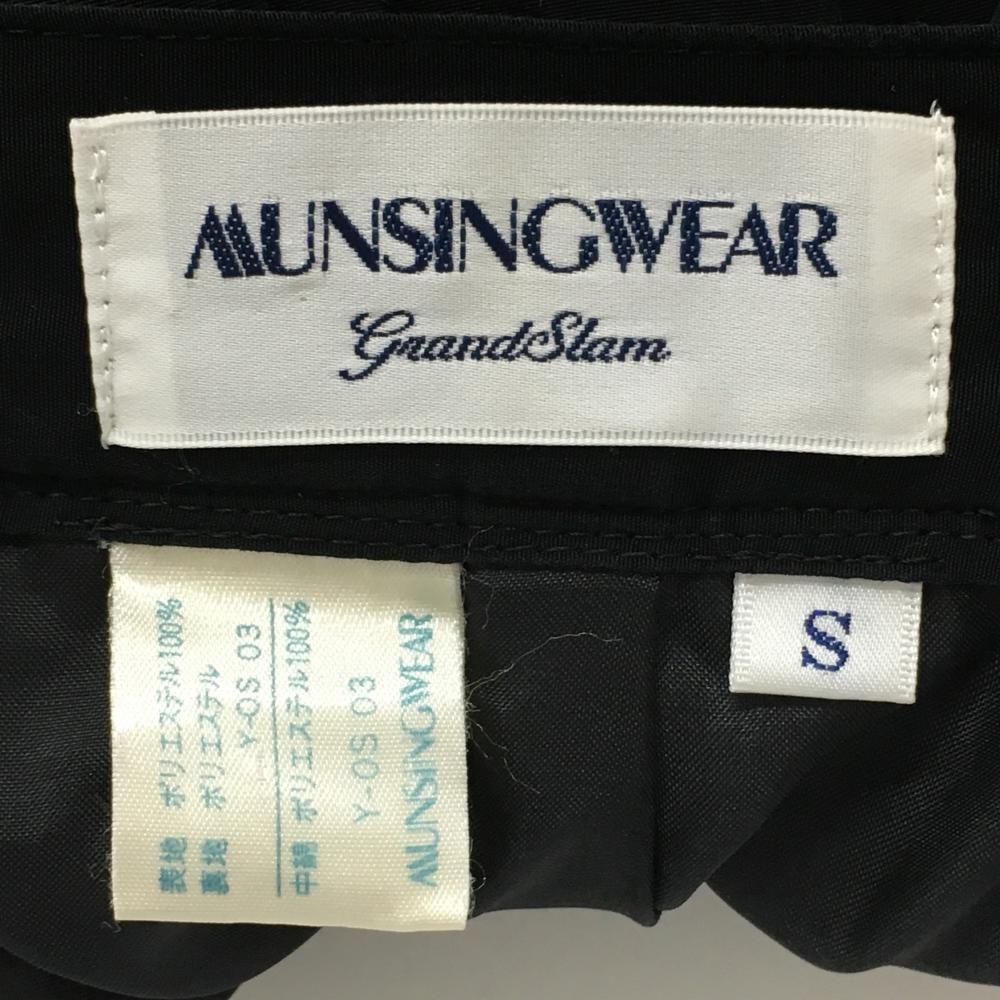 MUNSINGWEAR
GrandSlam
表地 ポリエステル100%
裏地 ポリエステル
Y-OS 03
中綿 ポリエステル100%
Y-OS 03
MUNSINGWEAR
S